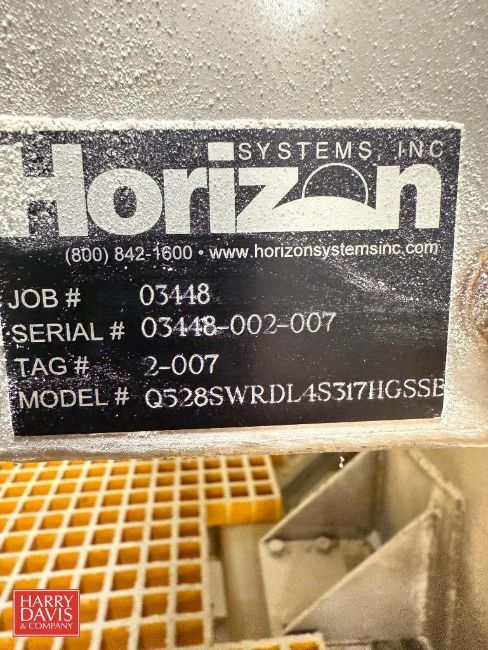 SYSTEMS, INC
Horizon
(800) 842-1600 • www.horizonsystemsinc.com
JOB # 03448
SERIAL # 03448-002-007
TAG # 2-007
MODEL # Q528SWRDL4S317HGSSB
HARRY
DAVIS
& COMPANY